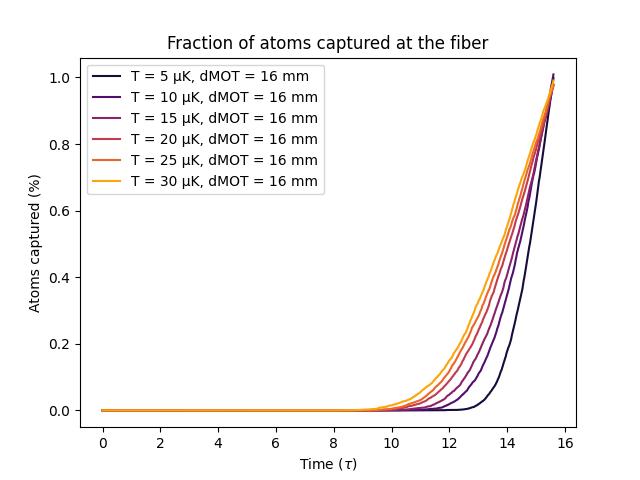 Fraction of atoms captured at the fiber
T = 5 μK, dMOT = 16 mm
T = 10 μK, dMOT = 16 mm
T = 15 μK, dMOT = 16 mm
T = 20 μK, dMOT = 16 mm
T = 25 μK, dMOT = 16 mm
T = 30 μK, dMOT = 16 mm
Atoms captured (%)
1.0
0.8
0.6
0.4
0.2
0.0
0 2 4 6 8 10 12 14 16
Time (τ)